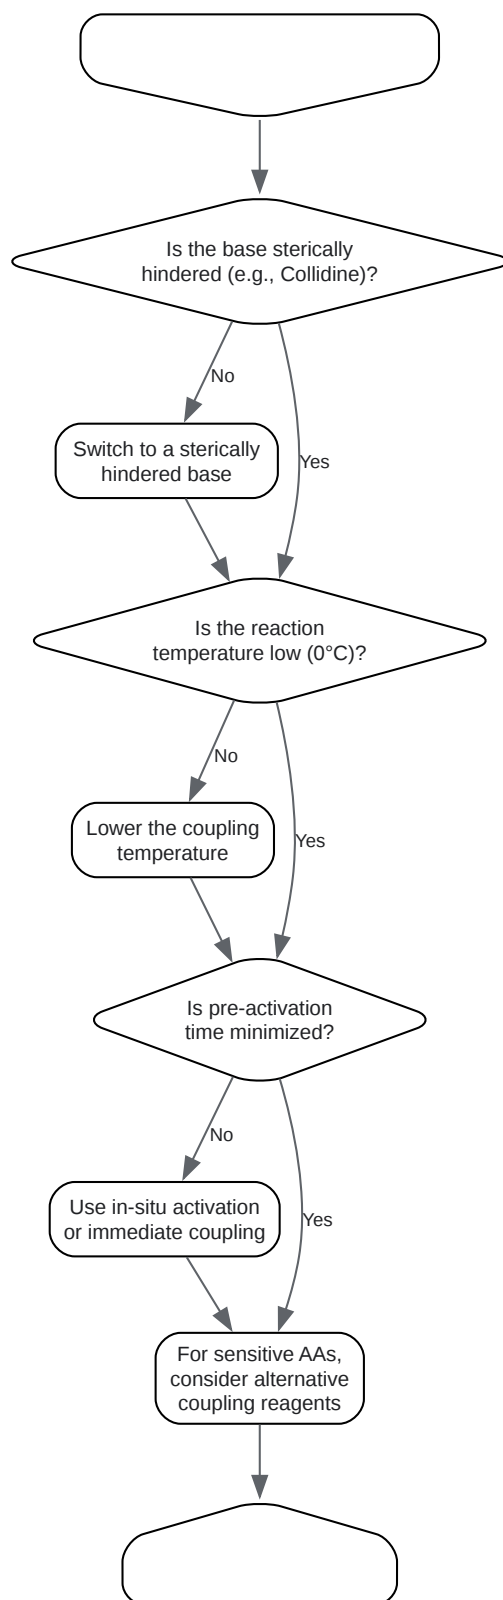 Is the base sterically
hindered (e.g., Collidine)?
No
Switch to a sterically
hindered base
Yes
Is the reaction
temperature low (0°C)?
No
Lower the coupling
temperature
Yes
Is pre-activation
time minimized?
No
Use in-situ activation
or immediate coupling
Yes
For sensitive AAs,
consider alternative
coupling reagents